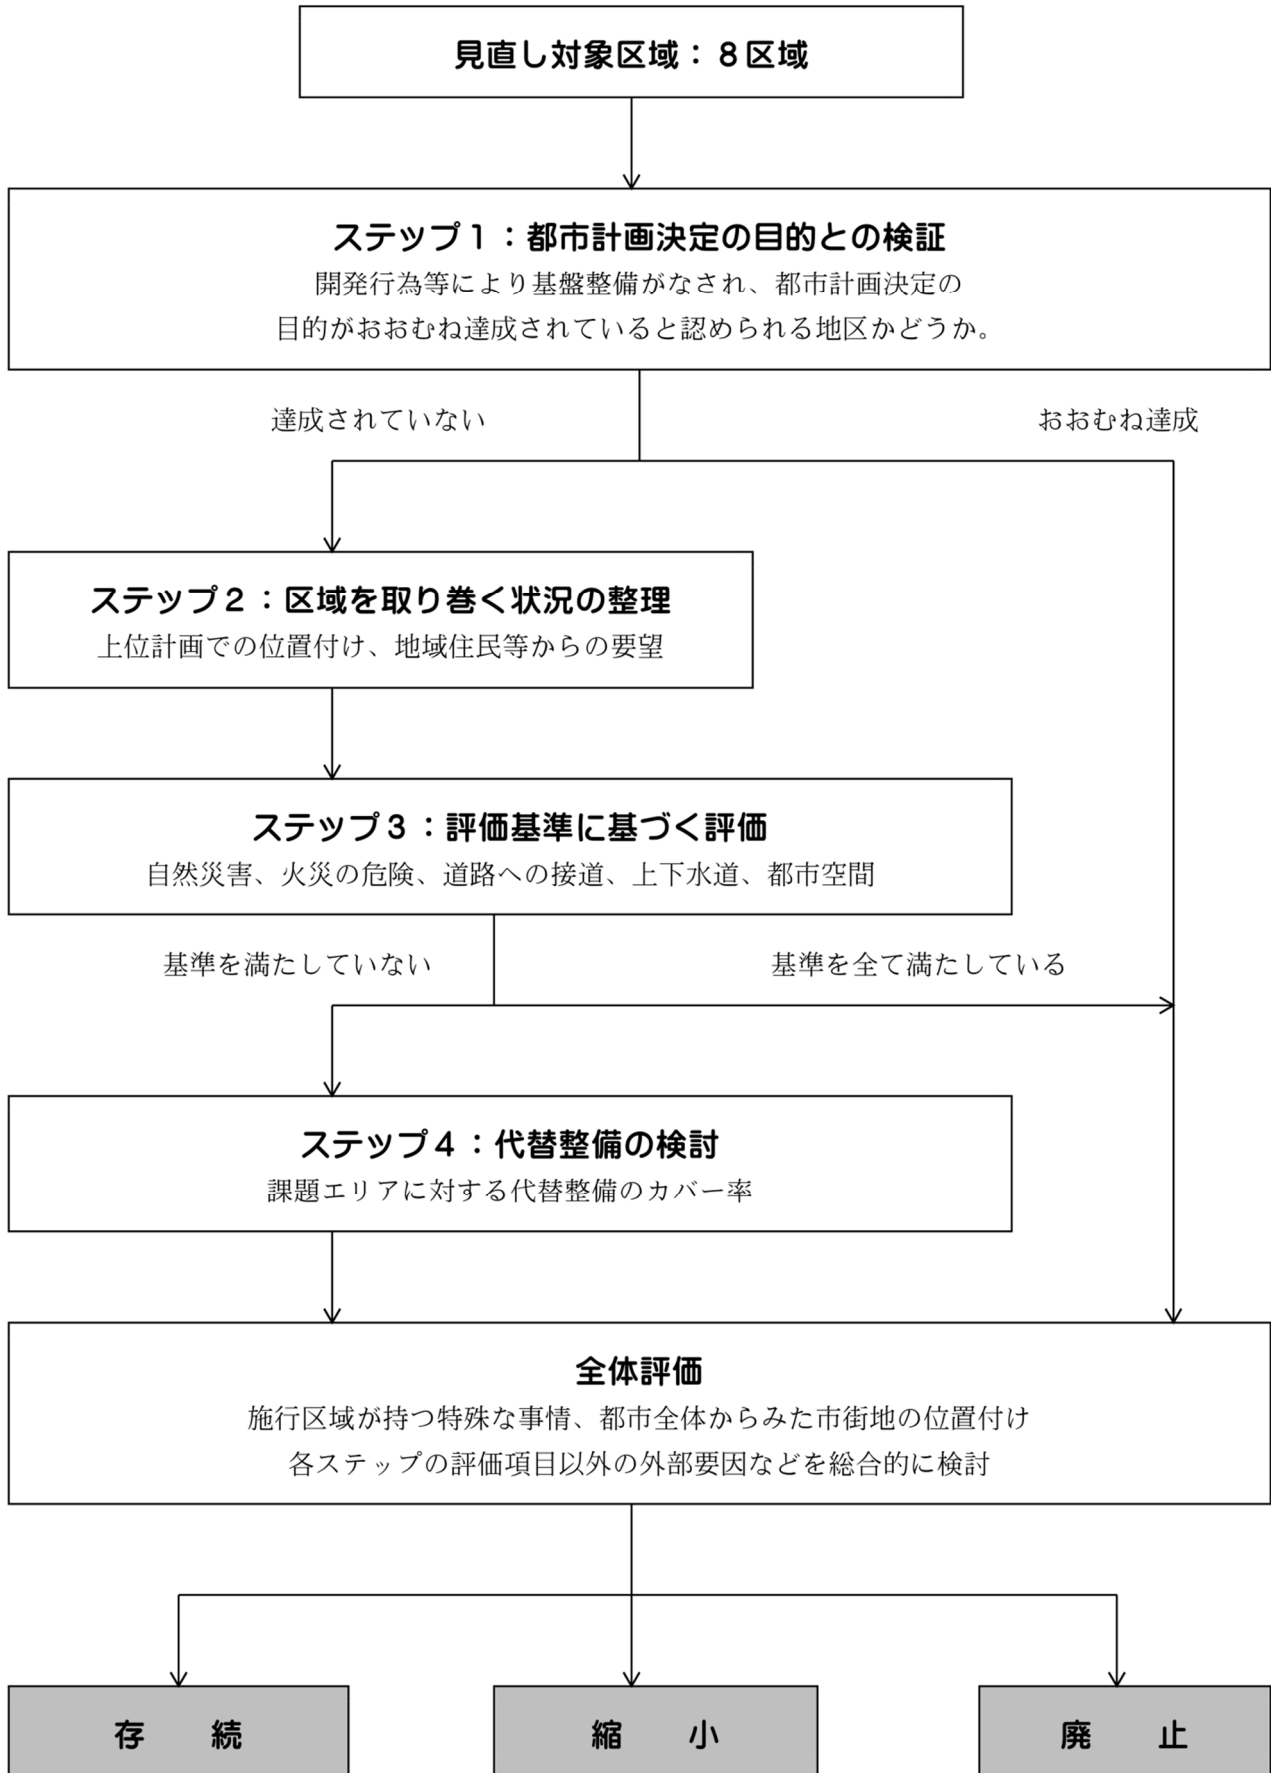 見直し対象区域：８区域
ステップ１：都市計画決定の目的との検証
開発行為等により基盤整備がなされ、都市計画決定の
目的がおおむね達成されていると認められる地区かどうか。
達成されていない
おおむね達成
ステップ２：区域を取り巻く状況の整理
上位計画での位置付け、地域住民等からの要望
ステップ３：評価基準に基づく評価
自然災害、火災の危険、道路への接道、上下水道、都市空間
基準を満たしていない
基準を全て満たしている
ステップ４：代替整備の検討
課題エリアに対する代替整備のカバー率
全体評価
施行区域が持つ特殊な事情、都市全体からみた市街地の位置付け
各ステップの評価項目以外の外部要因などを総合的に検討
存　　続
縮　　小
廃　　止